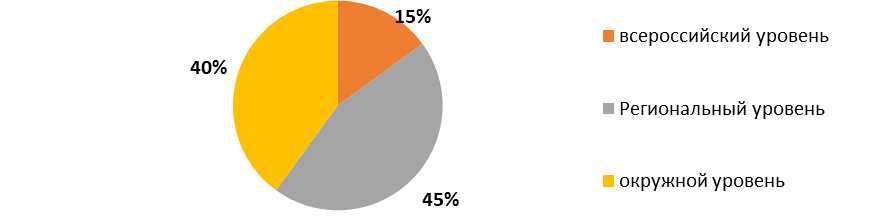 15%
всероссийский уровень
40%
Региональный уровень
окружной уровень
45%